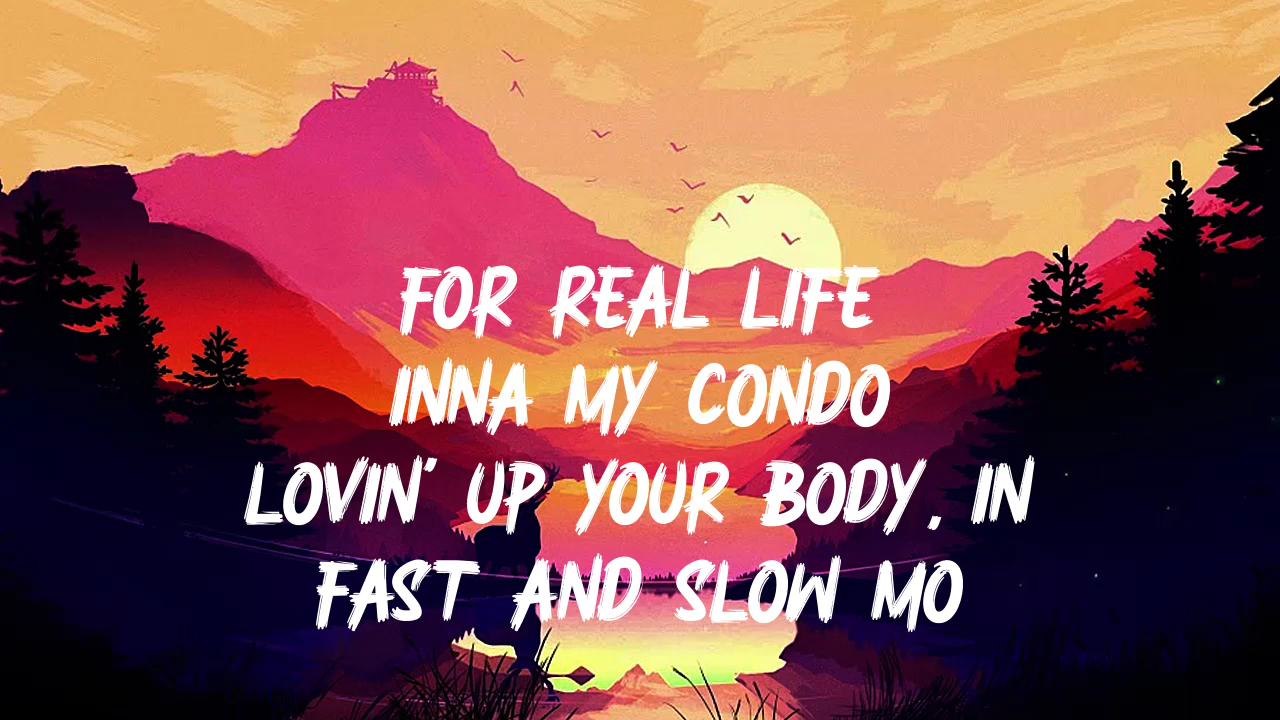 FOR REAL LIFE
INNA MY CONDO
LOVIN' UP YOUR BODY, IN
FAST AND SLOW MO